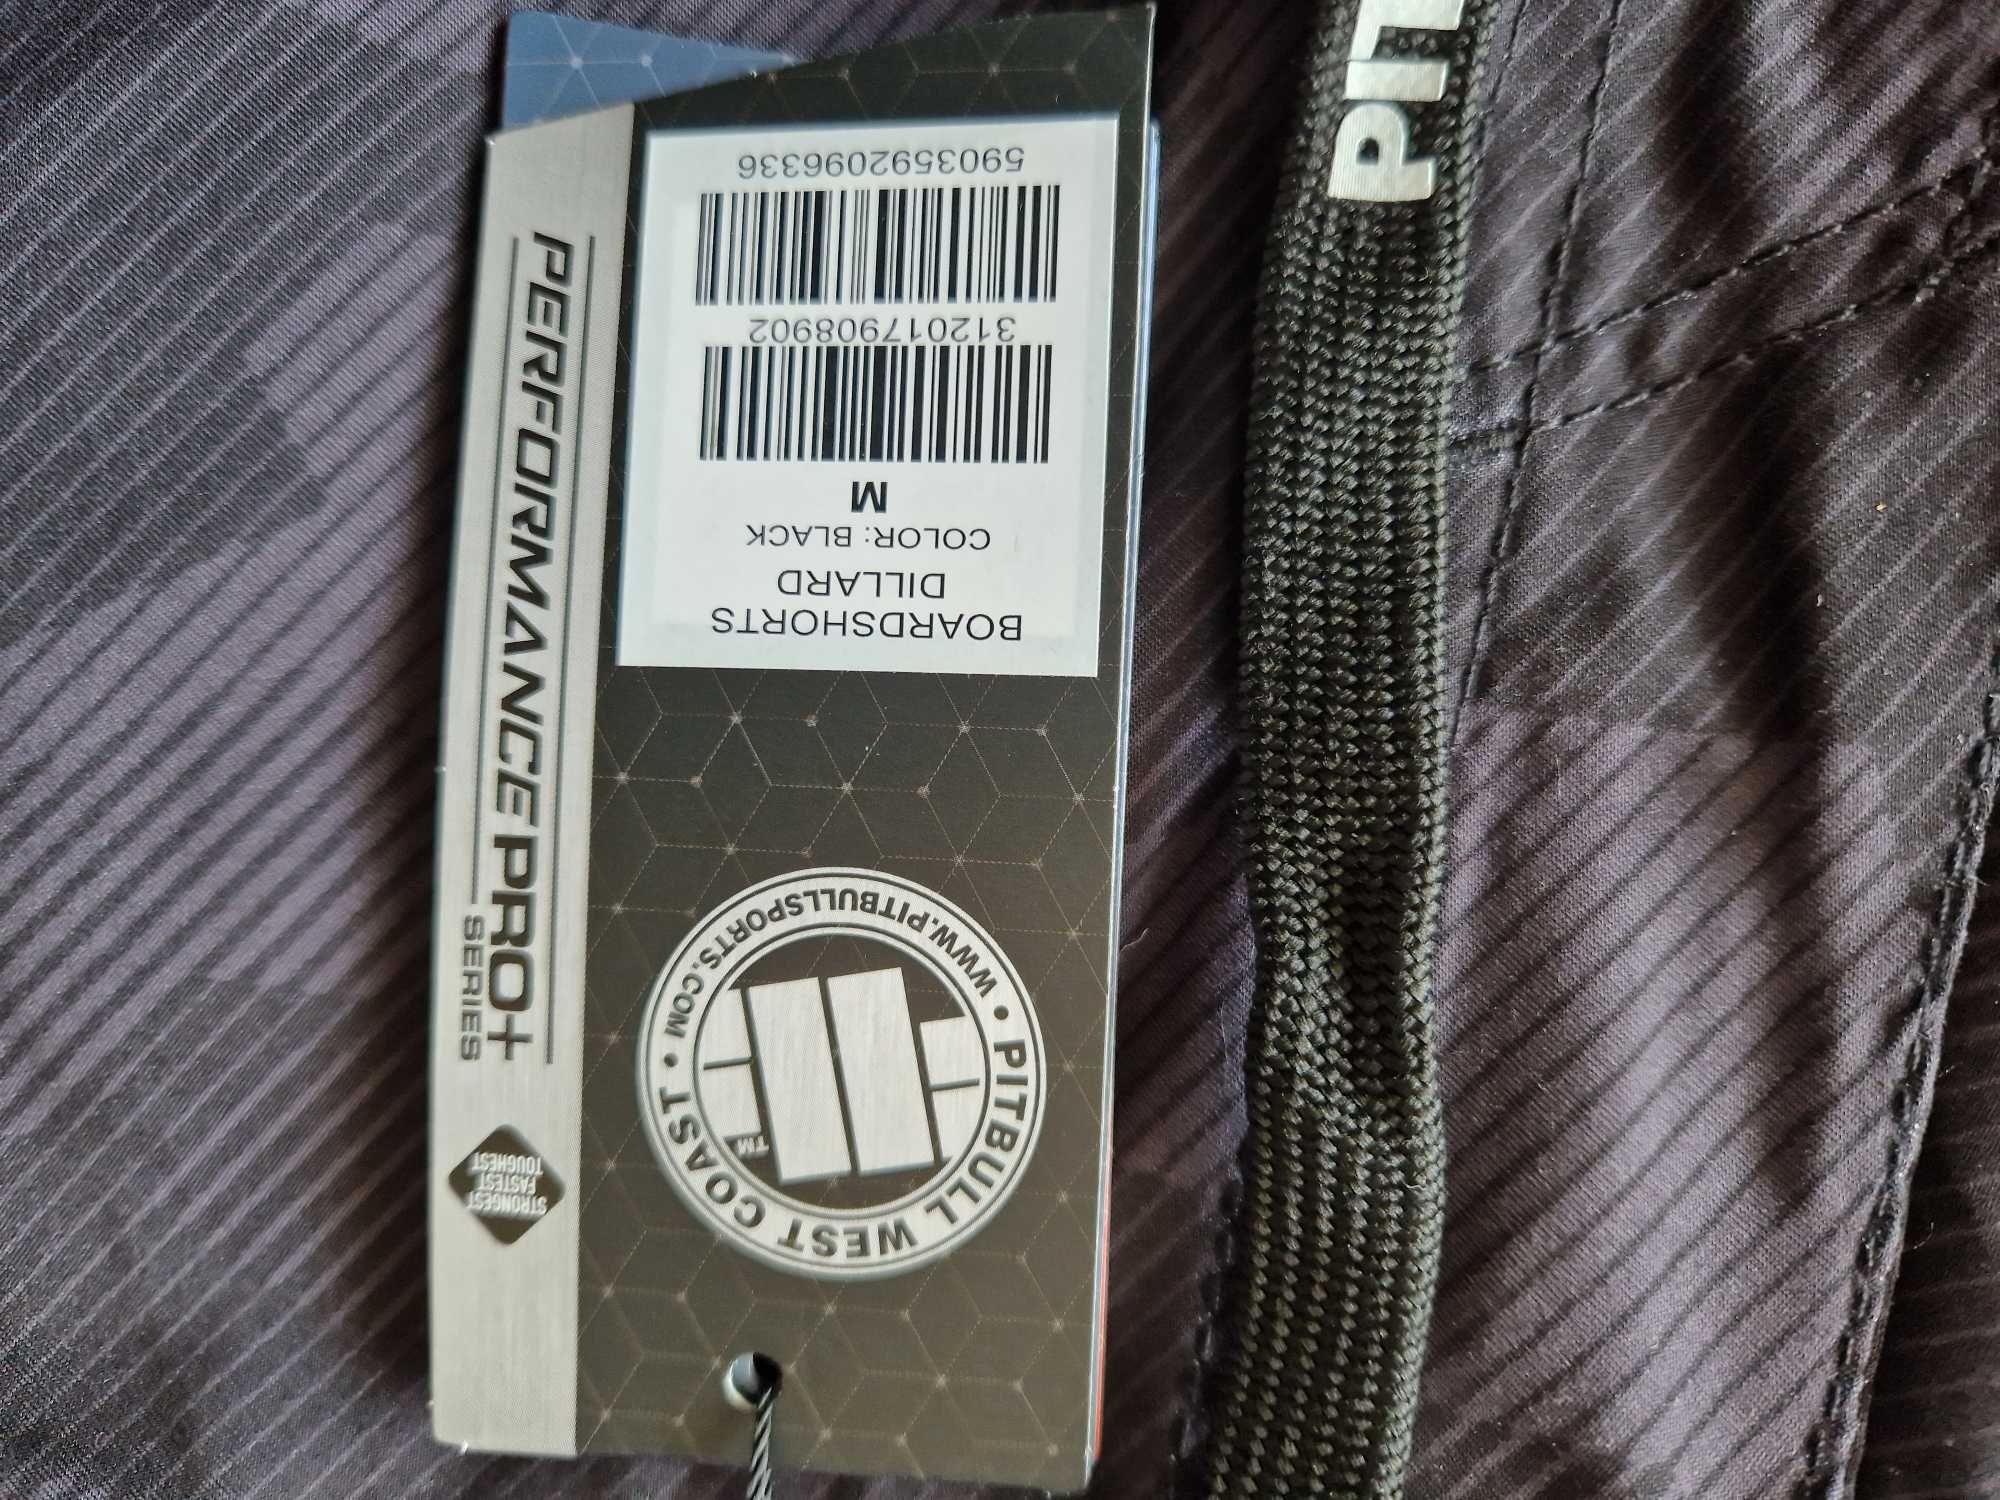 BOARDSHORTS
DILLARD
COLOR: BLACK
M
312017908902
5903592096336
PITBULL WEST COAST • WWW.PITBULLSPORTS.COM •
TM
PERFORMANCE PRO+
SERIES
STRONGEST
FASTEST
TOUGHEST
PIT